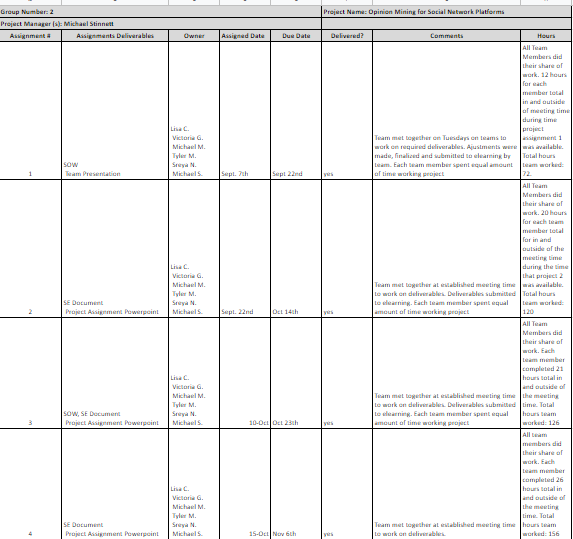 Group Number: 2
Project Name: Opinion Mining for Social Network Platforms
Project Manager (s): Michael Stinnett
Assignment #
Assignments Deliverables
Owner
Assigned Date
Due Date
Delivered?
Comments
Hours
1
SOW
Team Presentation
Lisa C.
Victoria G.
Michael M.
Tyler M.
Sreya N.
Michael S.
Sept. 7th
Sept 22nd
yes
Team met together on Tuesdays on teams to
work on required deliverables. Ajustments were
made, finalized and submitted to elearning by
team. Each team member spent equal amount
of time working project
All Team
Members did
their share of
work. 12 hours
for each
member total
in and outside
of meeting time
during time
project
assignment 1
was available.
Total hours
team worked:
72.
2
SE Document
Project Assignment Powerpoint
Lisa C.
Victoria G.
Michael M.
Tyler M.
Sreya N.
Michael S.
Sept. 22nd
Oct 14th
yes
Team met together at established meeting time
to work on deliverables. Deliverables submitted
to elearning. Each team member spent equal
amount of time working project
All Team
Members did
their share of
work. 20 hours
for each team
member total
for in and
outside of the
meeting time
during the time
that project 2
was available.
Total hours
team worked:
120
3
SOW, SE Document
Project Assignment Powerpoint
Lisa C.
Victoria G.
Michael M.
Tyler M.
Sreya N.
Michael S.
10-Oct
Oct 23th
yes
Team met together at established meeting time
to work on deliverables. Deliverables submitted
to elearning. Each team member spent equal
amount of time working project
All Team
Members did
their share of
work. Each
team member
completed 21
hours total in
and outside of
the meeting
time. Total
hours team
worked: 126
4
SE Document
Project Assignment Powerpoint
Lisa C.
Victoria G.
Michael M.
Tyler M.
Sreya N.
Michael S.
15-Oct
Nov 6th
yes
Team met together at established meeting time
to work on deliverables.
All team
members did
their share of
work. Each
team member
completed 26
hours total in
and outside of
the meeting
time. Total
hours team
worked: 156